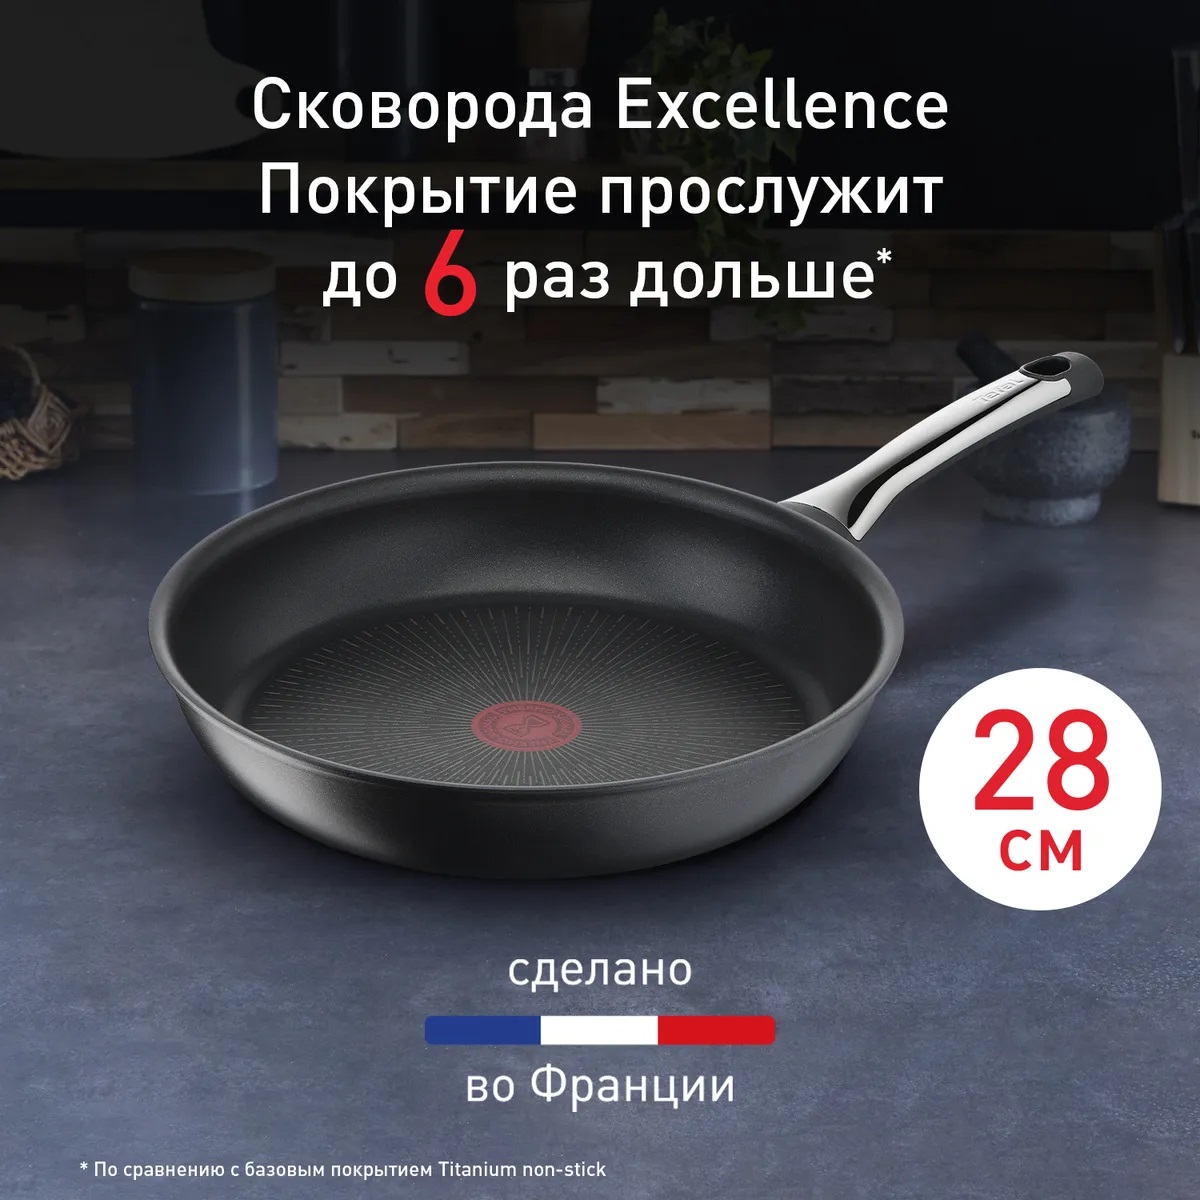 Сковорода Excellence
Покрытие прослужит
до 6 раз дольше*
Tefal
28
см
сделано
во Франции
* По сравнению с базовым покрытием Titanium non-stick